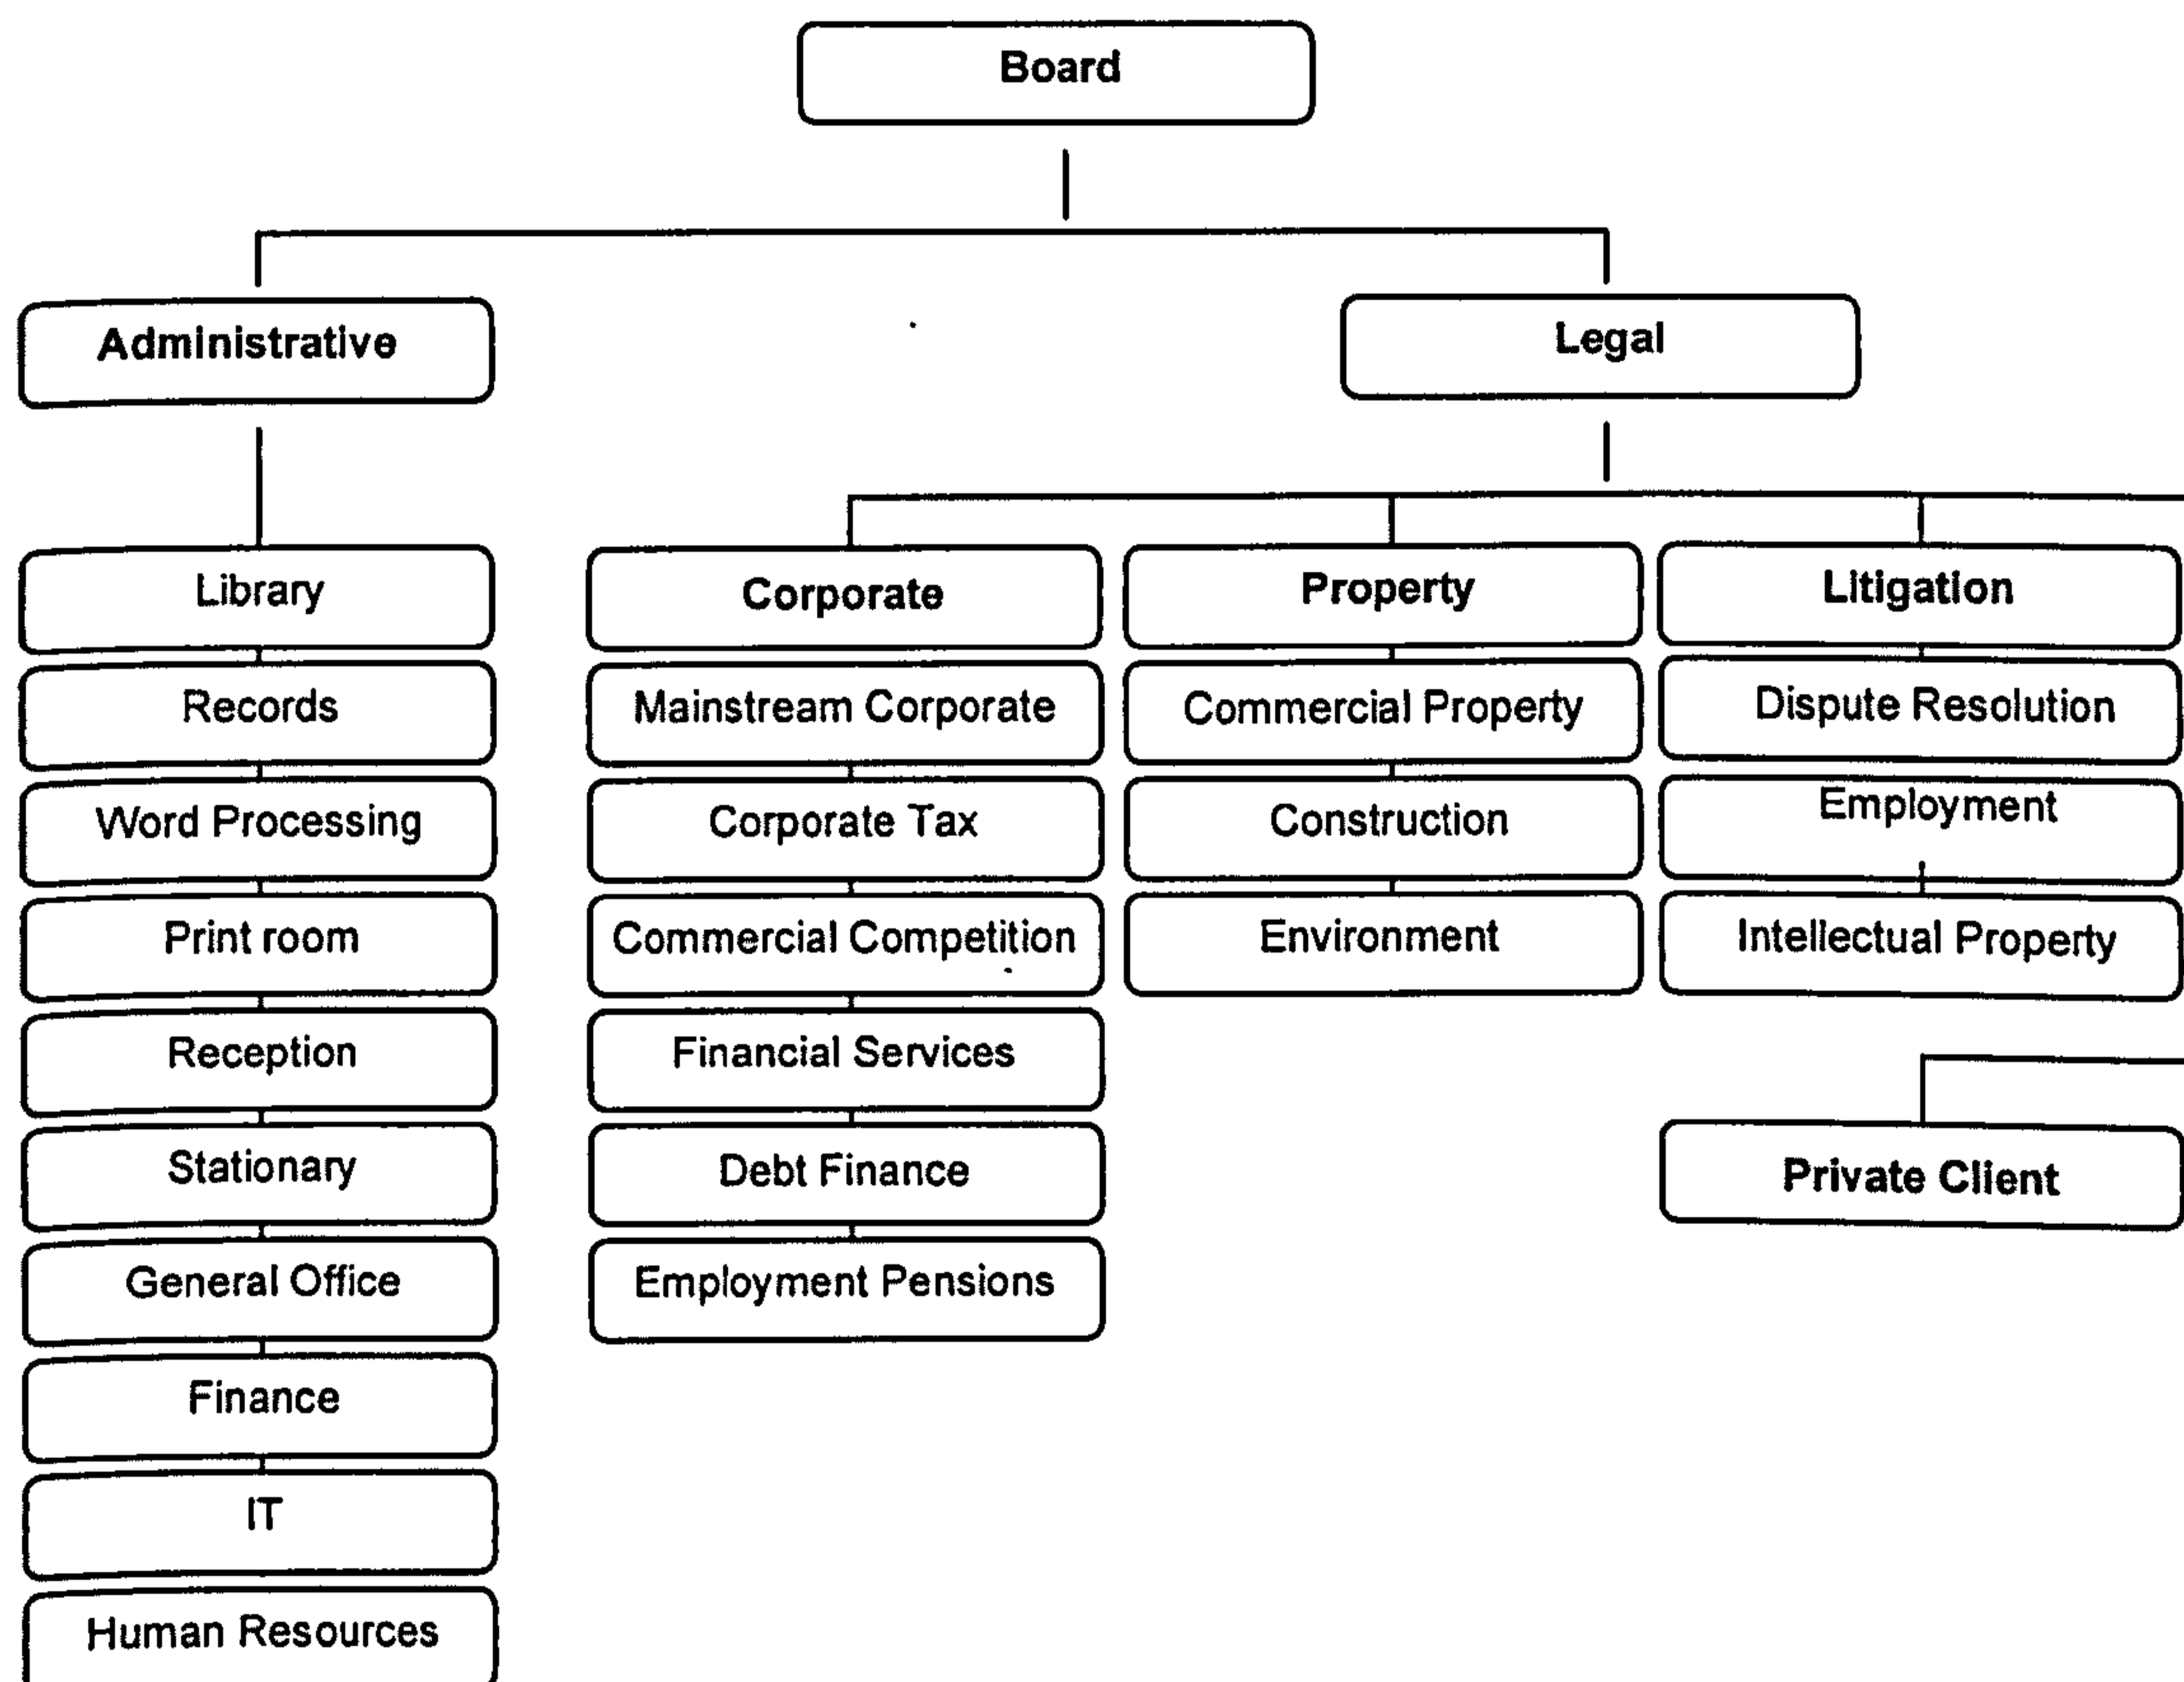 Board
Administrative
Legal
Library
Records
Word Processing
Print room
Reception
Stationary
General Office
Finance
IT
Human Resources
Corporate
Mainstream Corporate
Corporate Tax
Commercial Competition
Financial Services
Debt Finance
Employment Pensions
Property
Commercial Property
Construction
Environment
Litigation
Dispute Resolution
Employment
Intellectual Property
Private Client